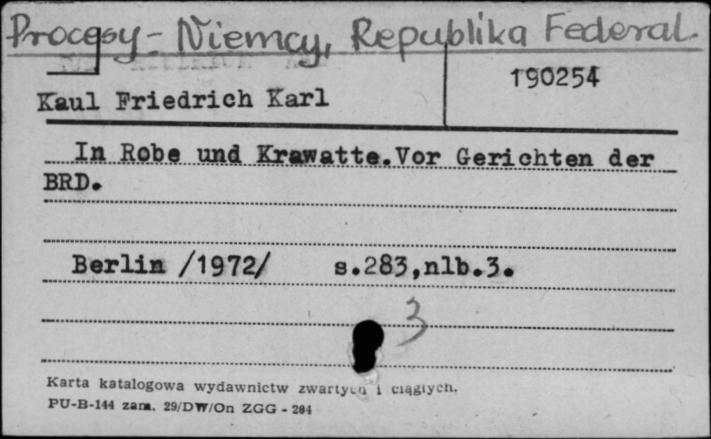 Procesy - Niemcy, Republika Federal.
190254
Kaul Friedrich Karl
In Robe und Krawatte.Vor Gerichten der
BRD.
Berlin /1972/ s.283,nlb.3.
3
Karta katalogowa wydawnictw zwartych i ciągłych.
PU-B-144 zam. 29/DW/On ZGG - 284